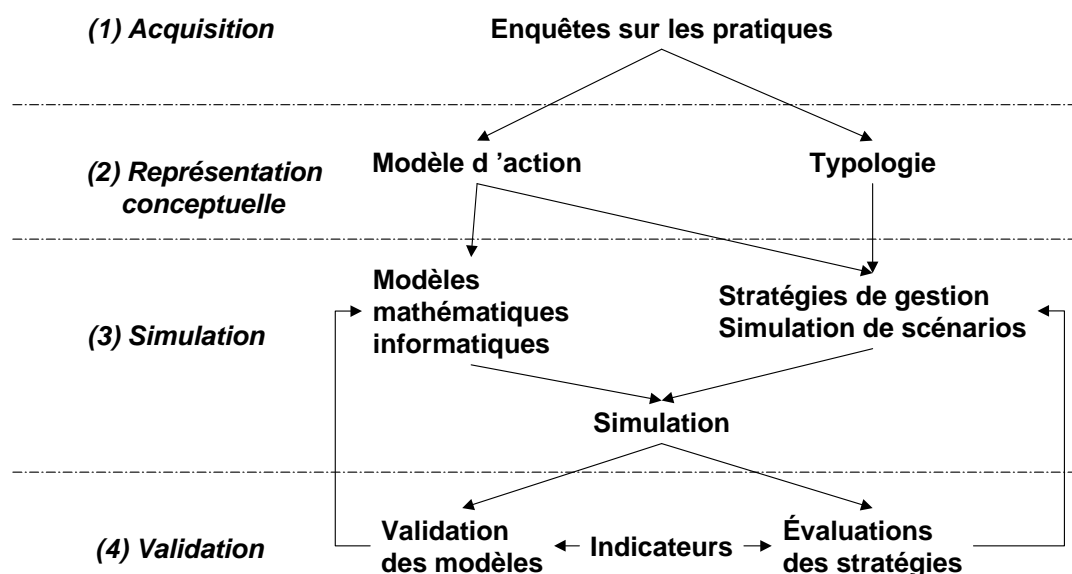 (1) Acquisition
Enquêtes sur les pratiques
(2) Représentation
conceptuelle
Modèle d ’action
Typologie
(3) Simulation
Modèles
mathématiques
informatiques
Stratégies de gestion
Simulation de scénarios
Simulation
(4) Validation
Validation
des modèles
Indicateurs
Évaluations
des stratégies